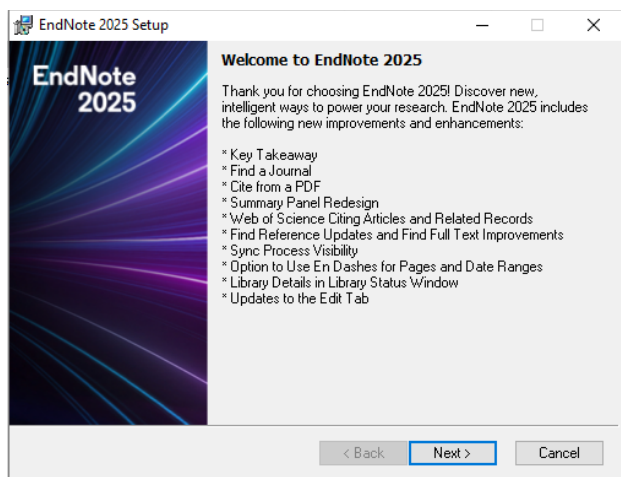 EndNote 2025 Setup
EndNote
2025
Welcome to EndNote 2025
Thank you for choosing EndNote 2025! Discover new,
intelligent ways to power your research. EndNote 2025 includes
the following new improvements and enhancements:
* Key Takeaway
* Find a Journal
* Cite from a PDF
* Summary Panel Redesign
* Web of Science Citing Articles and Related Records
* Find Reference Updates and Find Full Text Improvements
* Sync Process Visibility
* Option to Use En Dashes for Pages and Date Ranges
* Library Details in Library Status Window
* Updates to the Edit Tab
< Back
Next >
Cancel